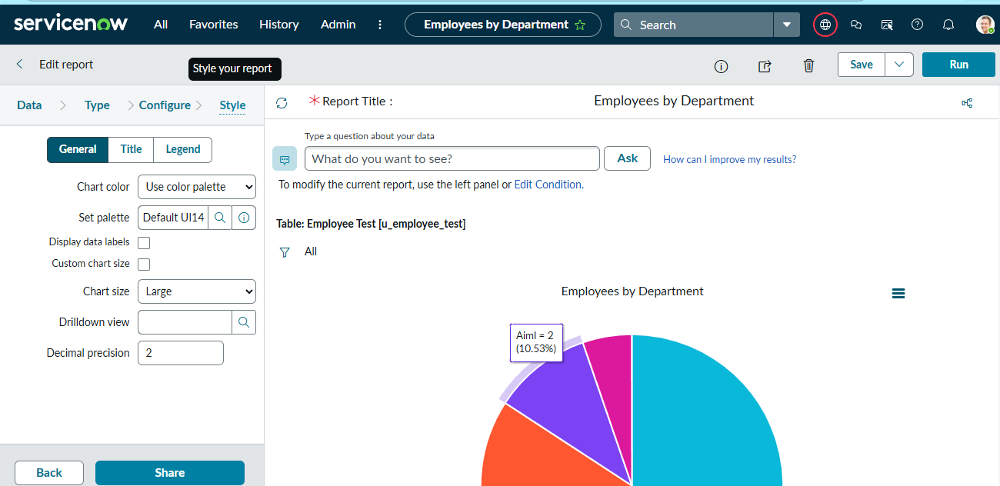 servicenow All Favorites History Admin Employees by Department Search
Edit report Style your report Save Run
Data Type Configure Style
General Title Legend
Chart color Use color palette
Set palette Default UI14
Display data labels
Custom chart size
Chart size Large
Drilldown view
Decimal precision 2
Back Share
* Report Title : Employees by Department
Type a question about your data
What do you want to see? Ask How can I improve my results?
To modify the current report, use the left panel or Edit Condition.
Table: Employee Test [u_employee_test]
All
Employees by Department
Aiml = 2
(10.53%)